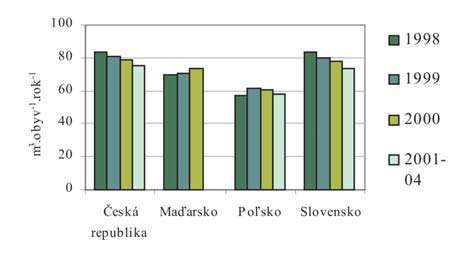 100
80
60
40
20
0
m³.obyv⁻¹.rok⁻¹
Česká republika
Maďarsko
Poľsko
Slovensko
1998
1999
2000
2001-
04